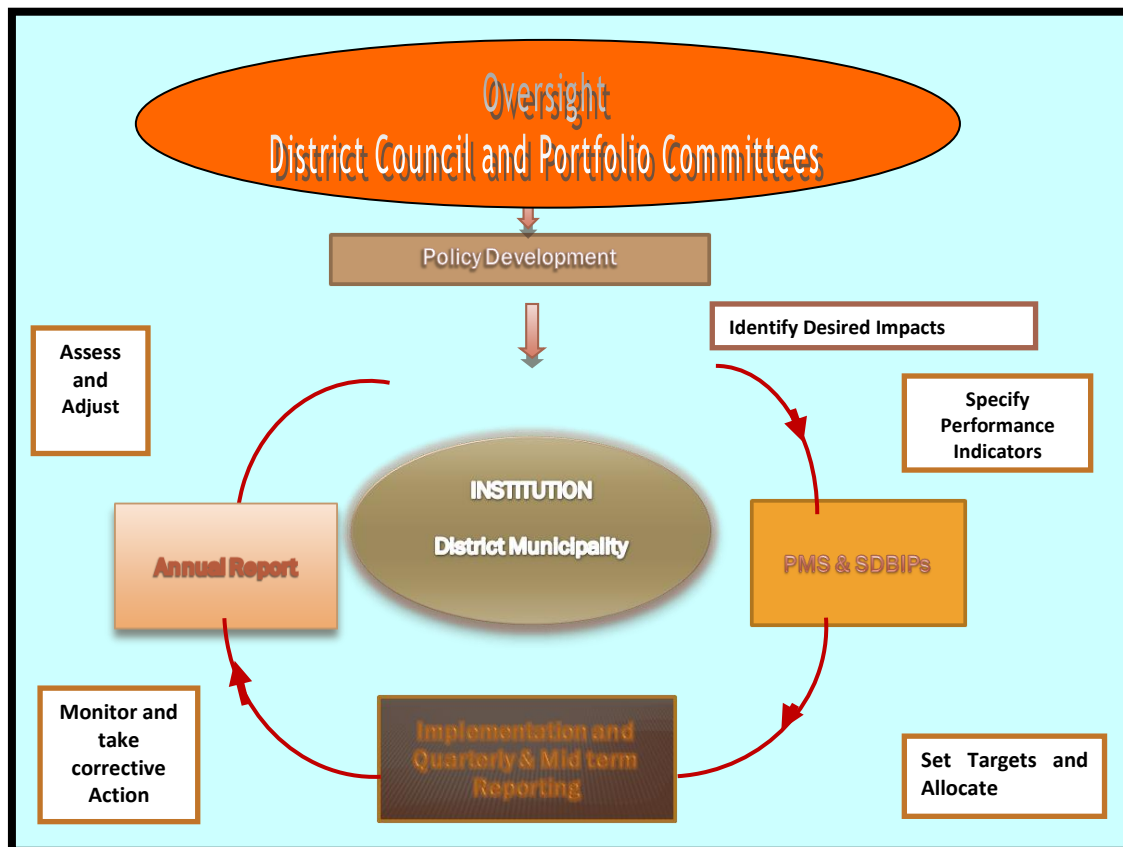 Oversight
District Council and Portfolio Committees
Policy Development
Identify Desired Impacts
Assess
and
Adjust
Specify
Performance
Indicators
INSTITUTION
District Municipality
Annual Report
PMS & SDBIPs
Monitor and
take
corrective
Action
Implementation and
Quarterly & Mid term
Reporting
Set Targets and
Allocate